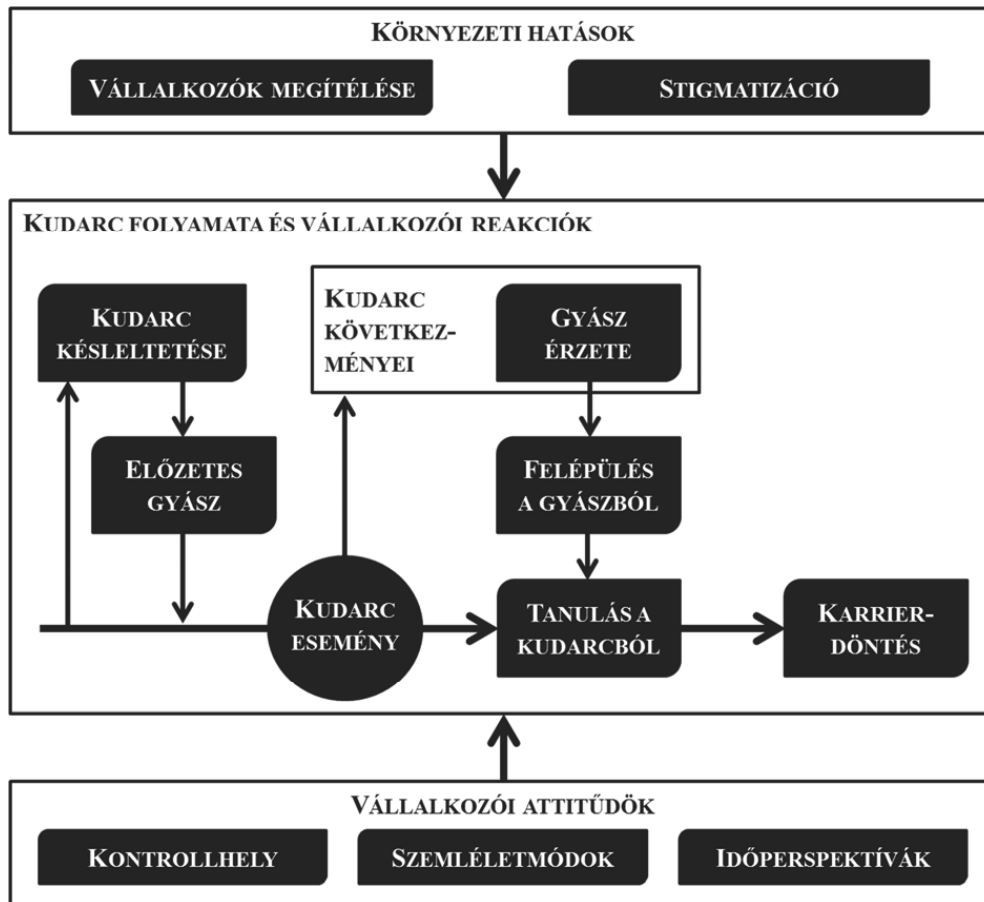 KÖRNYEZETI HATÁSOK
VÁLLALKOZÓK MEGÍTÉLÉSE
STIGMATIZÁCIÓ
KUDARC FOLYAMATA ÉS VÁLLALKOZÓI REAKCIÓK
KUDARC
KÉSLELTETÉSE
KUDARC
KÖVETKEZ-
MÉNYEI
GYÁSZ
ÉRZETE
ELŐZETES
GYÁSZ
FELÉPÜLÉS
A GYÁSZBÓL
KUDARC
ESEMÉNY
TANULÁS A
KUDARCBÓL
KARRIER-
DÖNTÉS
VÁLLALKOZÓI ATTITŰDÖK
KONTROLLHELY
SZEMLÉLETMÓDOK
IDŐPERSPEKTÍVÁK